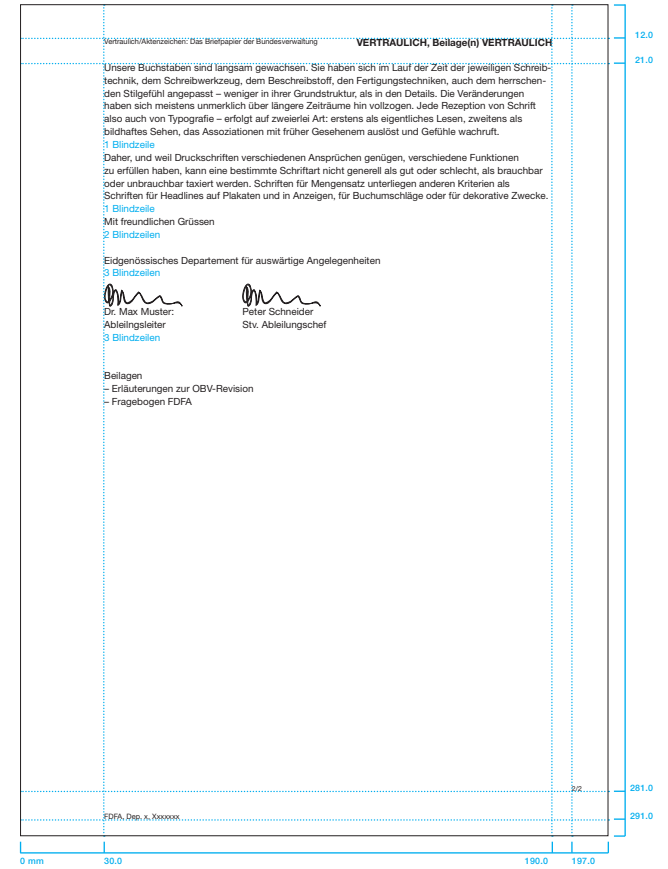 12.0
Vertraulich/Aktenzeichen: Das Briefpapier der Bundesverwaltung VERTRAULICH, Beilage(n) VERTRAULICH
21.0
Unsere Buchstaben sind langsam gewachsen. Sie haben sich im Lauf der Zeit der jeweiligen Schreib-
technik, dem Schreibwerkzeug, dem Beschreibstoff, den Fertigungstechniken, auch dem herrschen-
den Stilgefühl angepasst – weniger in ihrer Grundstruktur, als in den Details. Die Veränderungen
haben sich meistens unmerklich über längere Zeiträume hin vollzogen. Jede Rezeption von Schrift
also auch von Typografie – erfolgt auf zweierlei Art: erstens als eigentliches Lesen, zweitens als
bildhaftes Sehen, das Assoziationen mit früher Gesehenem auslöst und Gefühle wachruft.
1 Blindzeile
Daher, und weil Druckschriften verschiedenen Ansprüchen genügen, verschiedene Funktionen
zu erfüllen haben, kann eine bestimmte Schriftart nicht generell als gut oder schlecht, als brauchbar
oder unbrauchbar taxiert werden. Schriften für Mengensatz unterliegen anderen Kriterien als
Schriften für Headlines auf Plakaten und in Anzeigen, für Buchumschläge oder für dekorative Zwecke.
1 Blindzeile
Mit freundlichen Grüssen
2 Blindzeilen
Eidgenössisches Departement für auswärtige Angelegenheiten
3 Blindzeilen
Dr. Max Muster: Peter Schneider
Ableilngsleiter Stv. Ableilungschef
3 Blindzeilen
Beilagen
– Erläuterungen zur OBV-Revision
– Fragebogen FDFA
2/2
281.0
FDFA, Dep. x, Xxxxxxx
291.0
0 mm 30.0 190.0 197.0